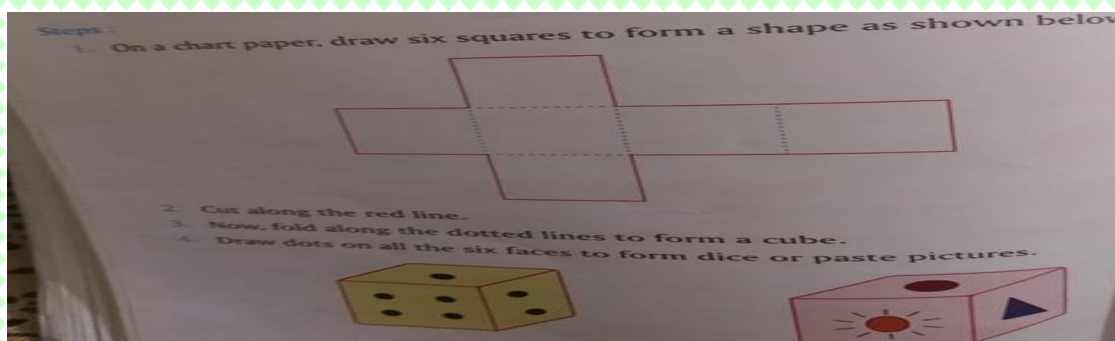 Steps :
1. On a chart paper, draw six squares to form a shape as shown below
2. Cut along the red line.
3. Now, fold along the dotted lines to form a cube.
4. Draw dots on all the six faces to form dice or paste pictures.